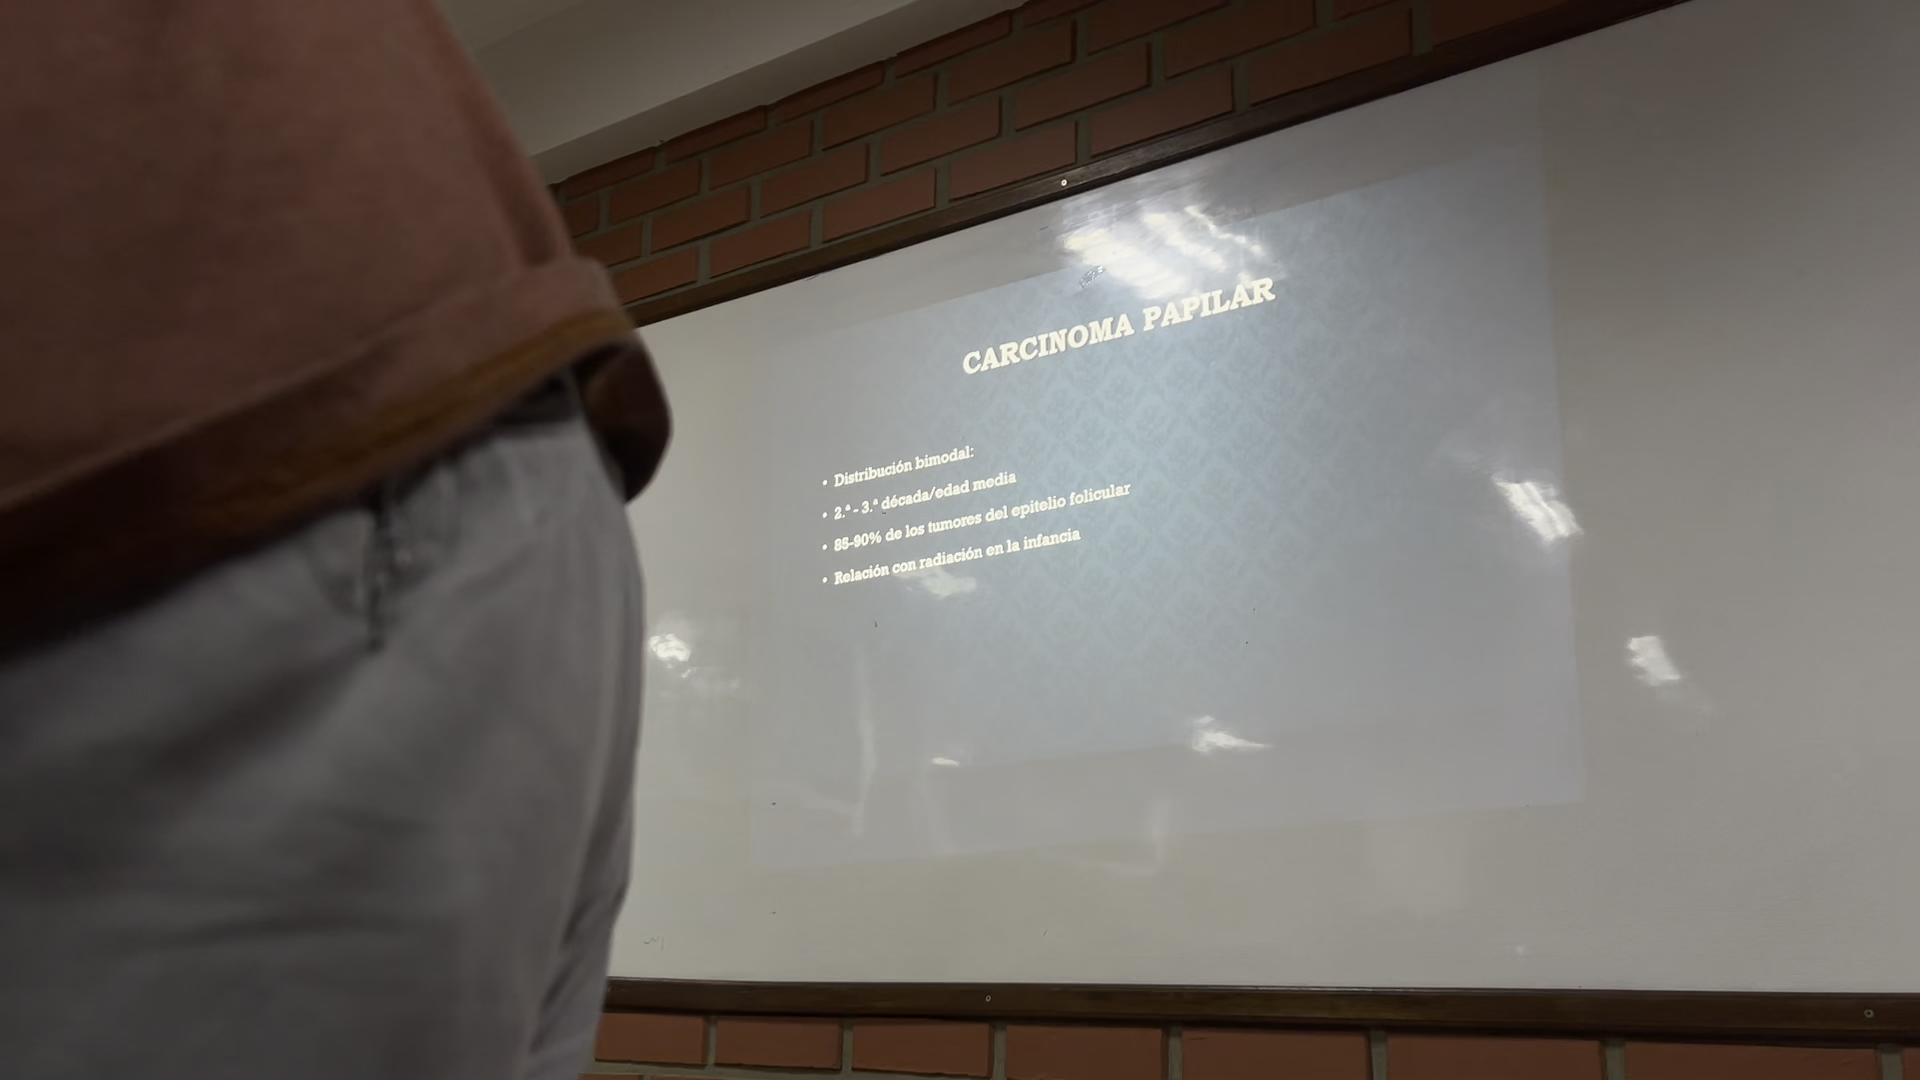 CARCINOMA PAPILAR
• Distribución bimodal:
• 2.ª - 3.ª década/edad media
• 85-90% de los tumores del epitelio folicular
• Relación con radiación en la infancia